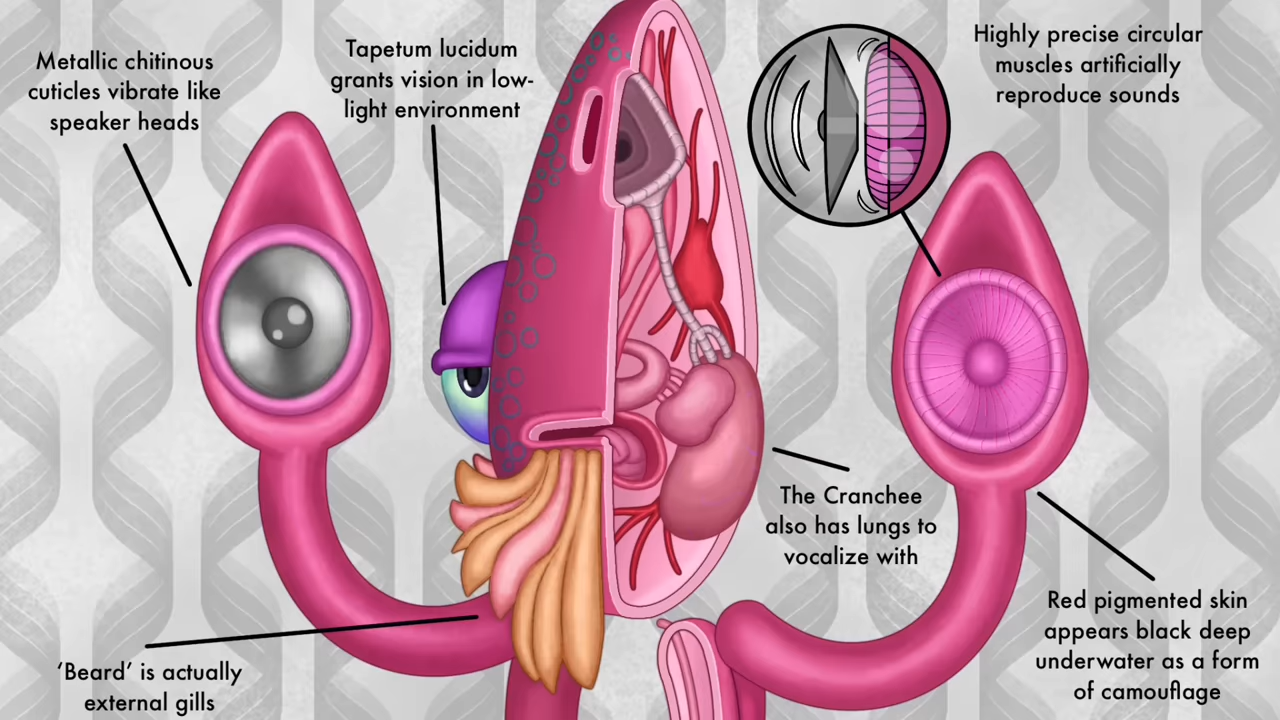 Metallic chitinous
cuticles vibrate like
speaker heads
Tapetum lucidum
grants vision in low-
light environment
Highly precise circular
muscles artificially
reproduce sounds
The Cranchee
also has lungs to
vocalize with
Red pigmented skin
appears black deep
underwater as a form
of camouflage
‘Beard’ is actually
external gills